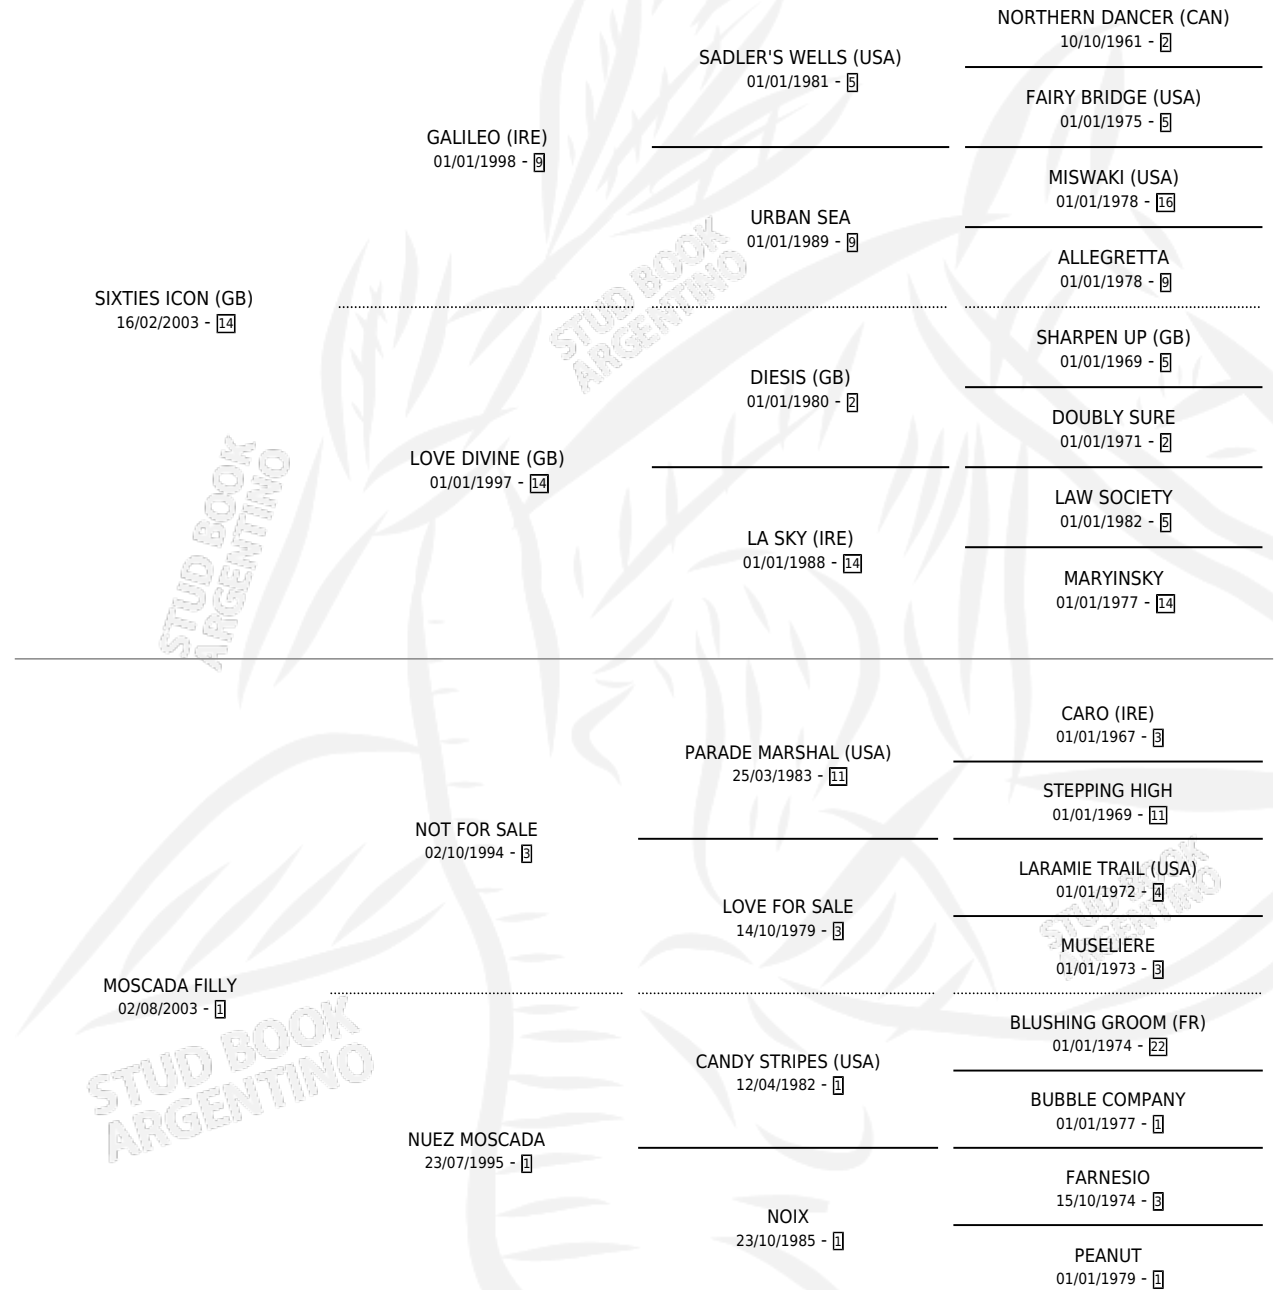 NORTHERN DANCER (CAN)
10/10/1961 - 2
SADLER'S WELLS (USA)
01/01/1981 - 5
FAIRY BRIDGE (USA)
01/01/1975 - 5
GALILEO (IRE)
01/01/1998 - 9
MISWAKI (USA)
01/01/1978 - 16
URBAN SEA
01/01/1989 - 9
ALLEGRETTA
01/01/1978 - 9
SIXTIES ICON (GB)
16/02/2003 - 14
SHARPEN UP (GB)
01/01/1969 - 5
DIESIS (GB)
01/01/1980 - 2
DOUBLY SURE
01/01/1971 - 2
LOVE DIVINE (GB)
01/01/1997 - 14
LAW SOCIETY
01/01/1982 - 5
LA SKY (IRE)
01/01/1988 - 14
MARYINSKY
01/01/1977 - 14
CARO (IRE)
01/01/1967 - 3
PARADE MARSHAL (USA)
25/03/1983 - 11
STEPPING HIGH
01/01/1969 - 11
NOT FOR SALE
02/10/1994 - 3
LARAMIE TRAIL (USA)
01/01/1972 - 4
LOVE FOR SALE
14/10/1979 - 3
MUSELIERE
01/01/1973 - 3
MOSCADA FILLY
02/08/2003 - 1
BLUSHING GROOM (FR)
01/01/1974 - 22
CANDY STRIPES (USA)
12/04/1982 - 1
BUBBLE COMPANY
01/01/1977 - 1
NUEZ MOSCADA
23/07/1995 - 1
FARNESIO
15/10/1974 - 3
NOIX
23/10/1985 - 1
PEANUT
01/01/1979 - 1
STUD BOOK
ARGENTINO
STUD BOOK
ARGENTINO
STUD BOOK
ARGENTINO
STUD BOOK
ARGENTINO